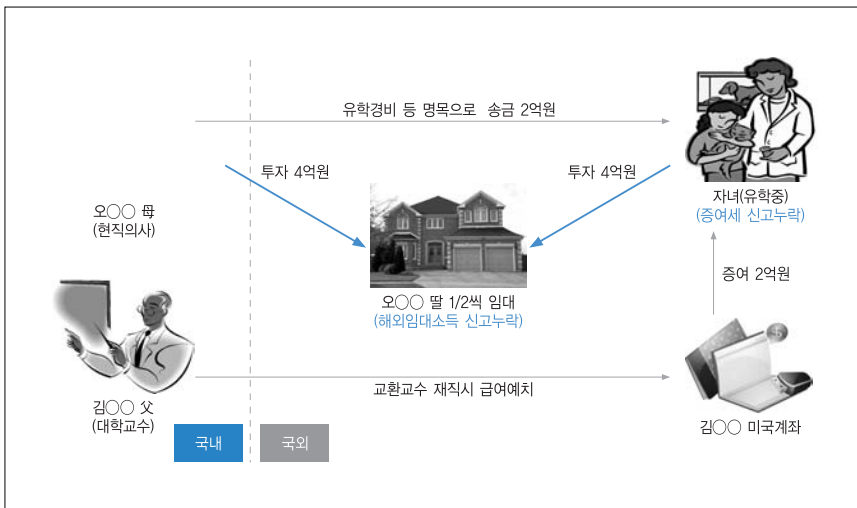 유학경비 등 명목으로 송금 2억원
투자 4억원
투자 4억원
자녀(유학중)
(증여세 신고누락)
오○○ 母
(현직의사)
증여 2억원
오○○ 딸 1/2씩 임대
(해외임대소득 신고누락)
교환교수 재직시 급여예치
김○○ 父
(대학교수)
김○○ 미국계좌
국내
국외